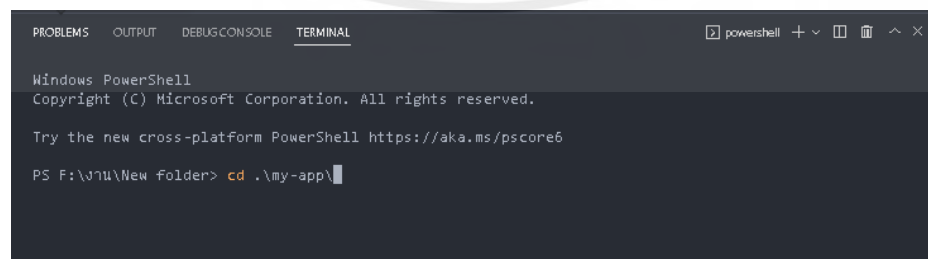 PROBLEMS OUTPUT DEBUG CONSOLE TERMINAL powershell
Windows PowerShell
Copyright (C) Microsoft Corporation. All rights reserved.
Try the new cross-platform PowerShell https://aka.ms/pscore6
PS F:\งาน\New folder> cd .\my-app\